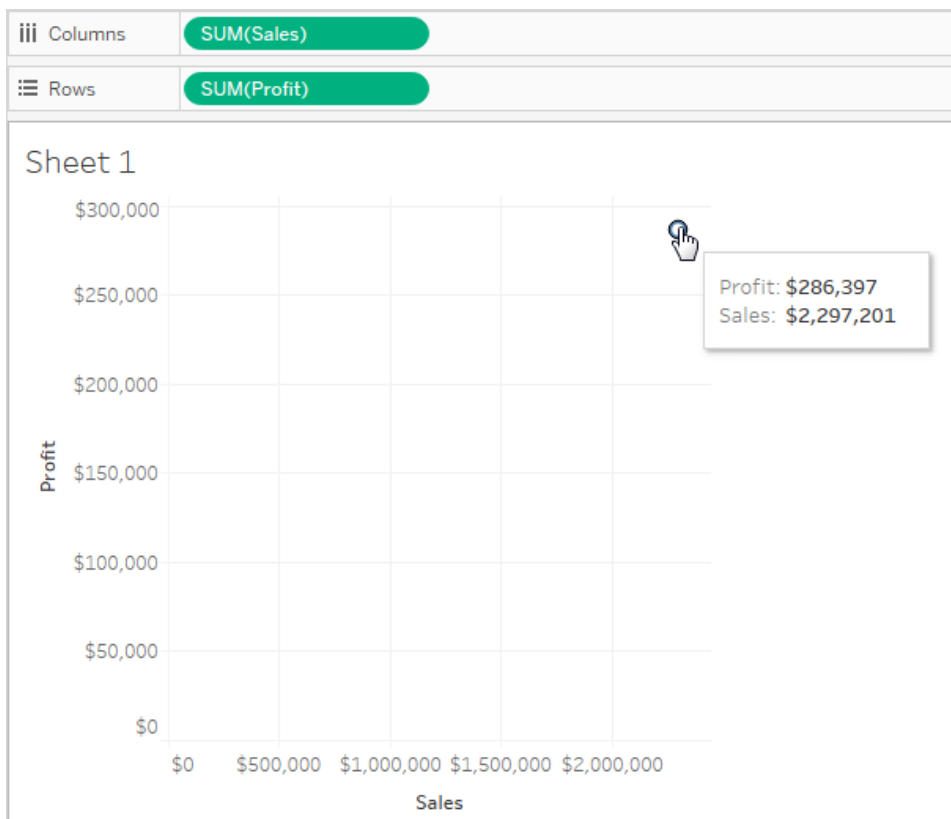 Columns SUM(Sales)
Rows SUM(Profit)
Sheet 1
$300,000
$250,000
$200,000
$150,000
$100,000
$50,000
$0
Profit
Profit: $286,397
Sales: $2,297,201
$0 $500,000 $1,000,000 $1,500,000 $2,000,000
Sales